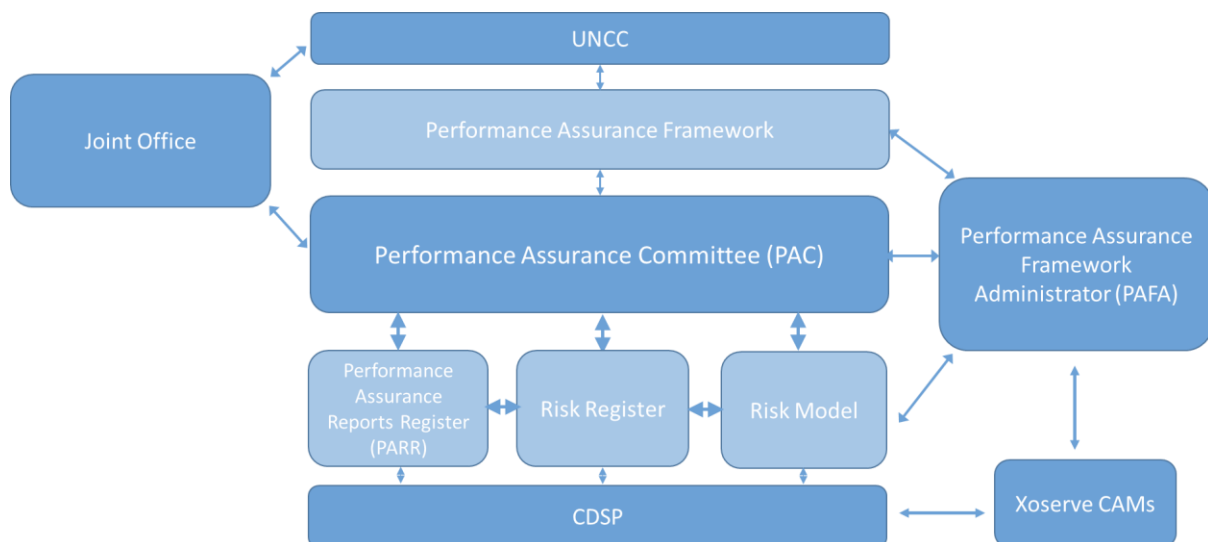 UNCC
Joint Office
Performance Assurance Framework
Performance Assurance Committee (PAC)
Performance Assurance
Framework
Administrator (PAFA)
Performance
Assurance
Reports Register
(PARR)
Risk Register
Risk Model
CDSP
Xoserve CAMs